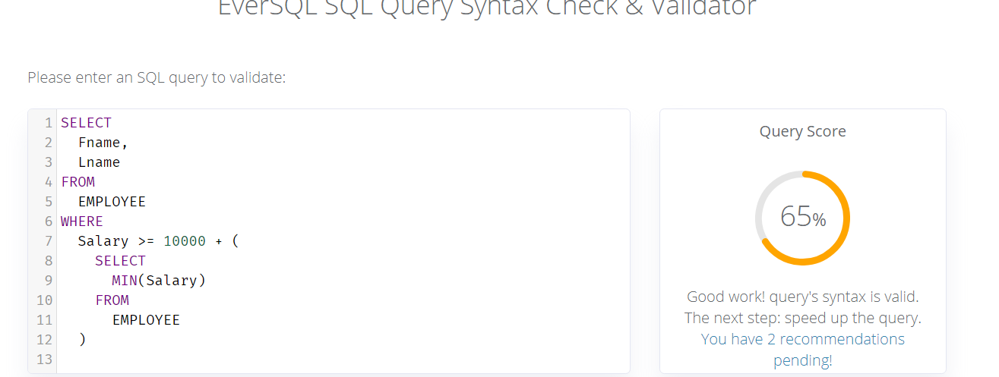 EverSQL SQL Query Syntax Check & Validator
Please enter an SQL query to validate:
1 SELECT
2 Fname,
3 Lname
4 FROM
5 EMPLOYEE
6 WHERE
7 Salary >= 10000 + (
8 SELECT
9 MIN(Salary)
10 FROM
11 EMPLOYEE
12 )
13
Query Score
65%
Good work! query's syntax is valid.
The next step: speed up the query.
You have 2 recommendations
pending!